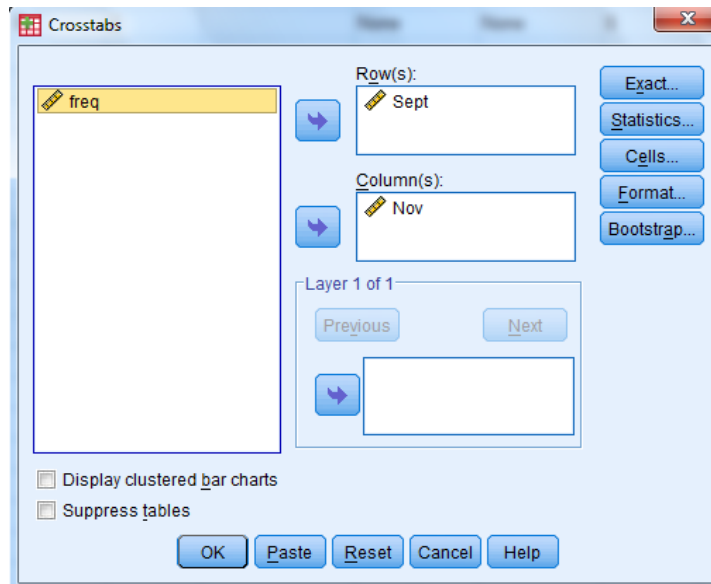 Crosstabs
freq
Row(s):
Sept
Column(s):
Nov
Layer 1 of 1
Previous
Next
Exact...
Statistics...
Cells...
Format...
Bootstrap...
Display clustered bar charts
Suppress tables
OK
Paste
Reset
Cancel
Help